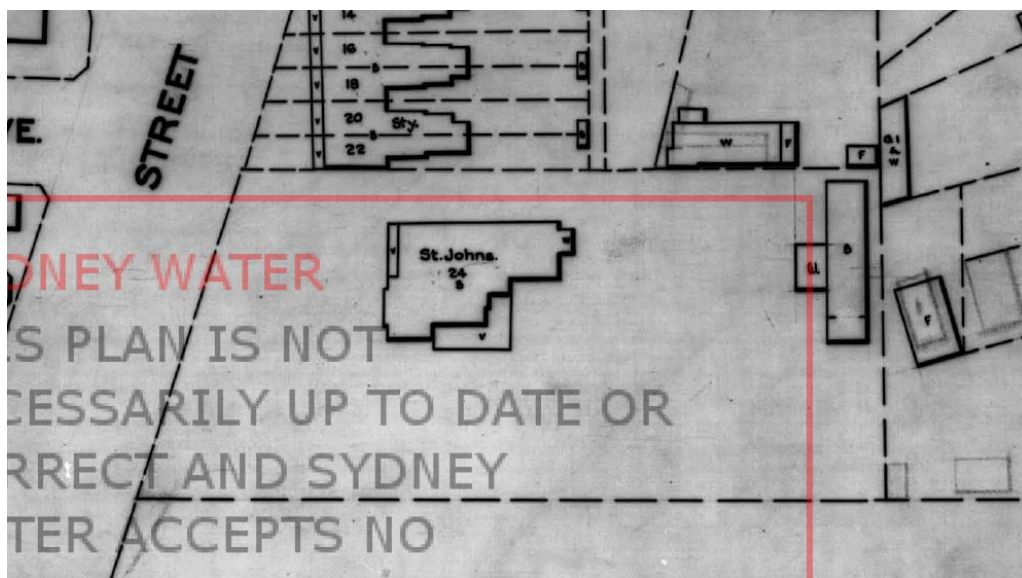 14
V
16
B
V
18
20
Sty.
B
V
22
D
D
STREET
E.
W
F
F
G.I
&
W
V
St. Johns.
24
B
W
V
G.I.
B
F
DNEY WATER
S PLAN IS NOT
CESSARILY UP TO DATE OR
RRECT AND SYDNEY
TER ACCEPTS NO